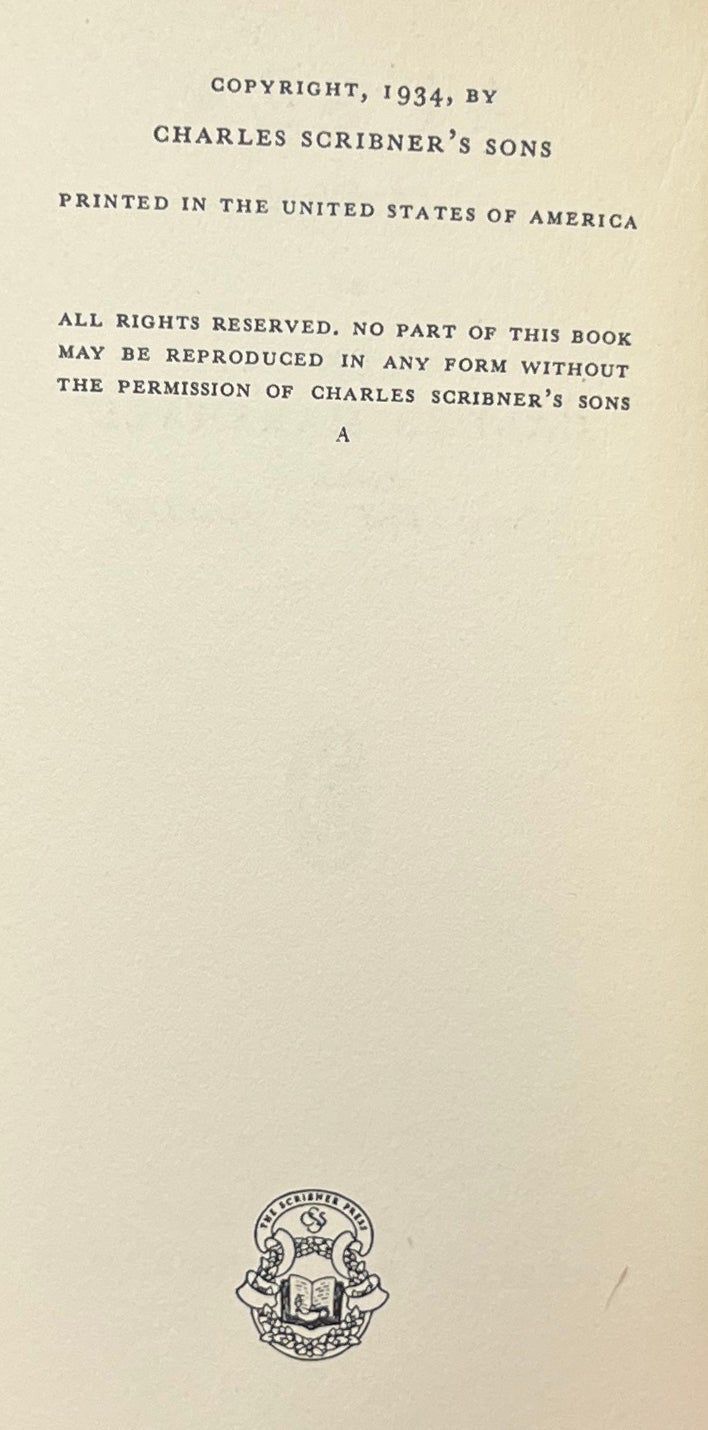 COPYRIGHT, 1934, BY
CHARLES SCRIBNER'S SONS
PRINTED IN THE UNITED STATES OF AMERICA
ALL RIGHTS RESERVED. NO PART OF THIS BOOK
MAY BE REPRODUCED IN ANY FORM WITHOUT
THE PERMISSION OF CHARLES SCRIBNER'S SONS
A
THE SCRIBNER PRESS
CSS